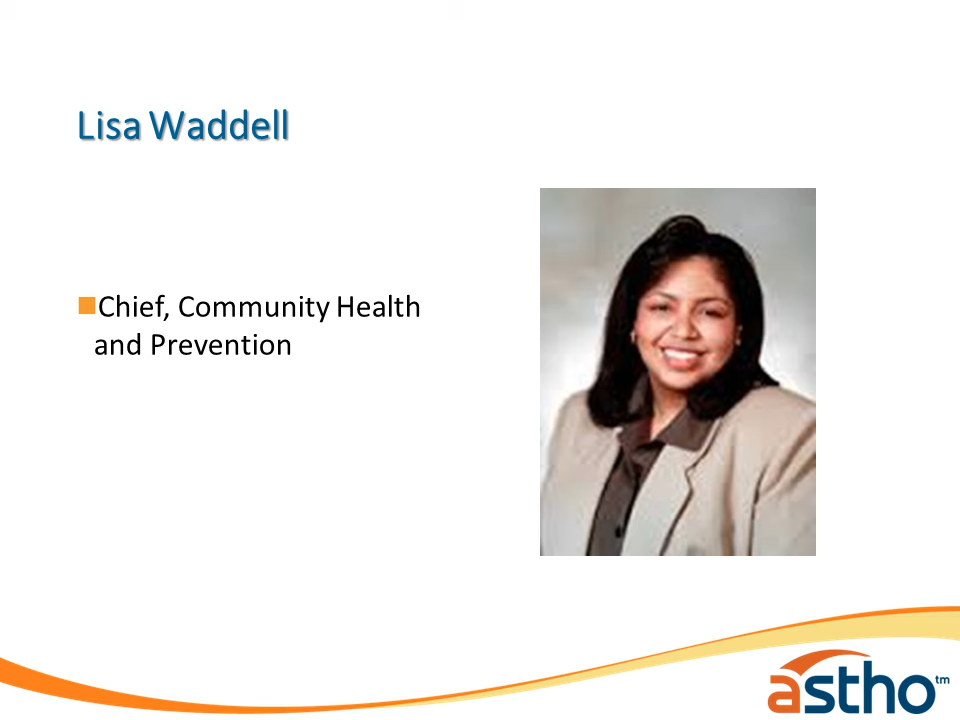 Lisa Waddell
Chief, Community Health
and Prevention
astho™